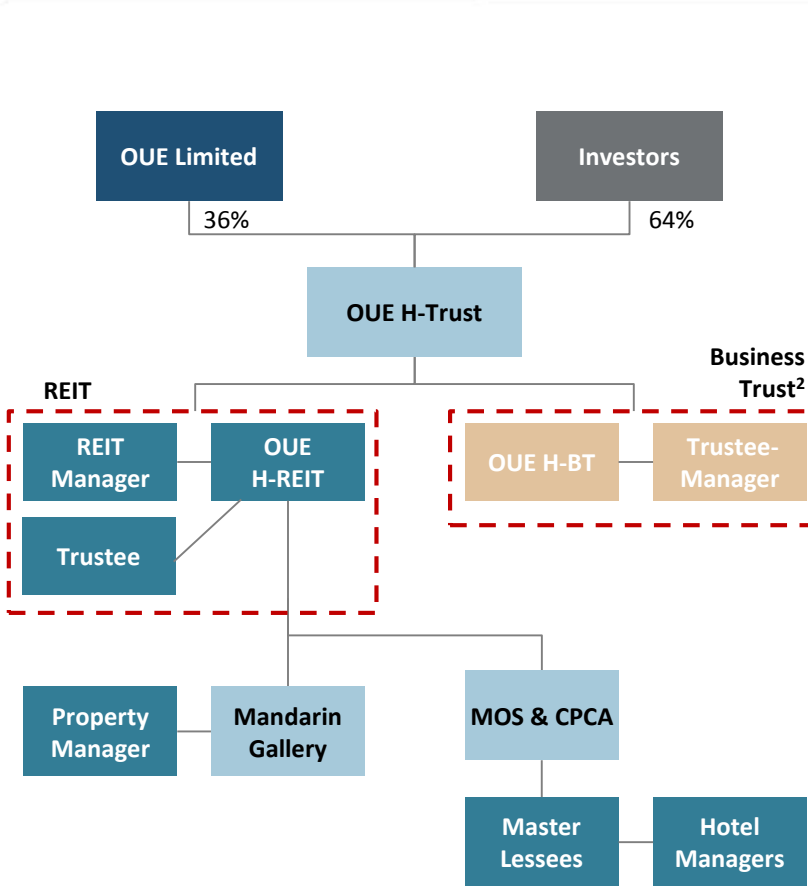 OUE Limited
Investors
36%
64%
OUE H-Trust
Business
Trust²
REIT
REIT
Manager
OUE
H-REIT
OUE H-BT
Trustee-
Manager
Trustee
Property
Manager
Mandarin
Gallery
MOS & CPCA
Master
Lessees
Hotel
Managers